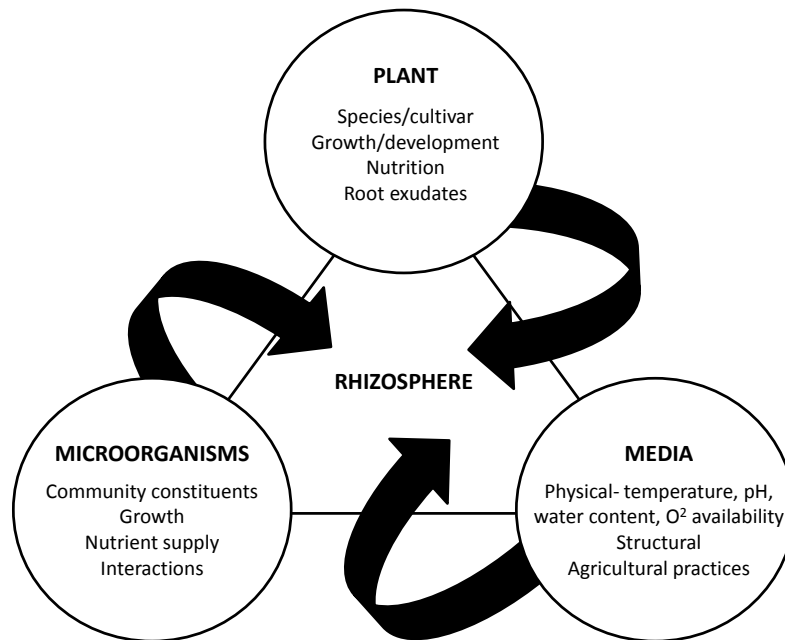 PLANT
Species/cultivar
Growth/development
Nutrition
Root exudates
RHIZOSPHERE
MICROORGANISMS
Community constituents
Growth
Nutrient supply
Interactions
MEDIA
Physical- temperature, pH,
water content, O² availability
Structural
Agricultural practices